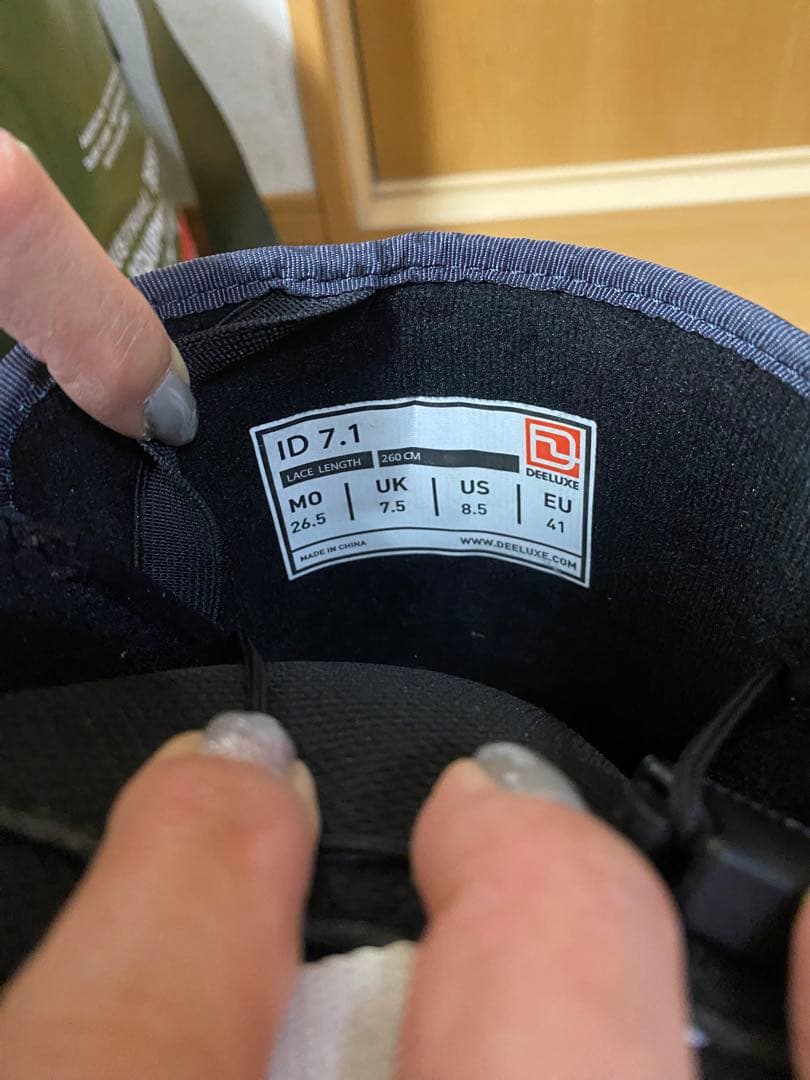 ID 7.1
LACE LENGTH 260 CM
DEELUXE
MO UK US EU
26.5 7.5 8.5 41
MADE IN CHINA WWW.DEELUXE.COM